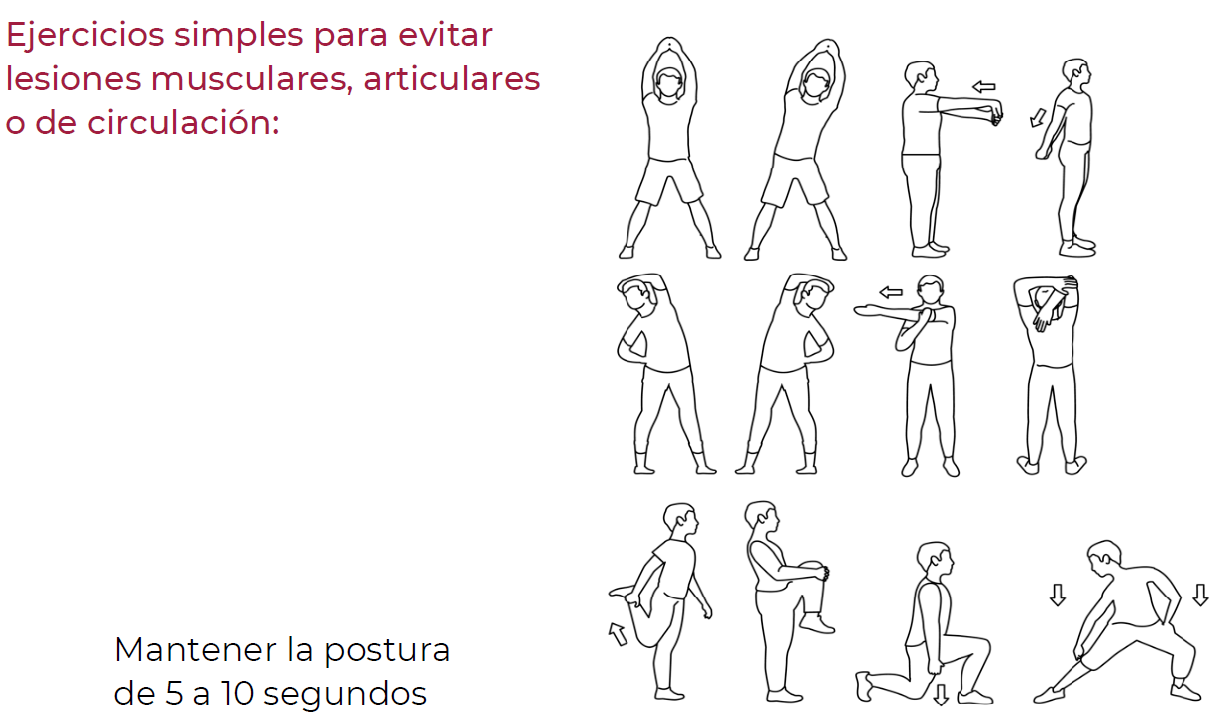 Ejercicios simples para evitar
lesiones musculares, articulares
o de circulación:
Mantener la postura
de 5 a 10 segundos